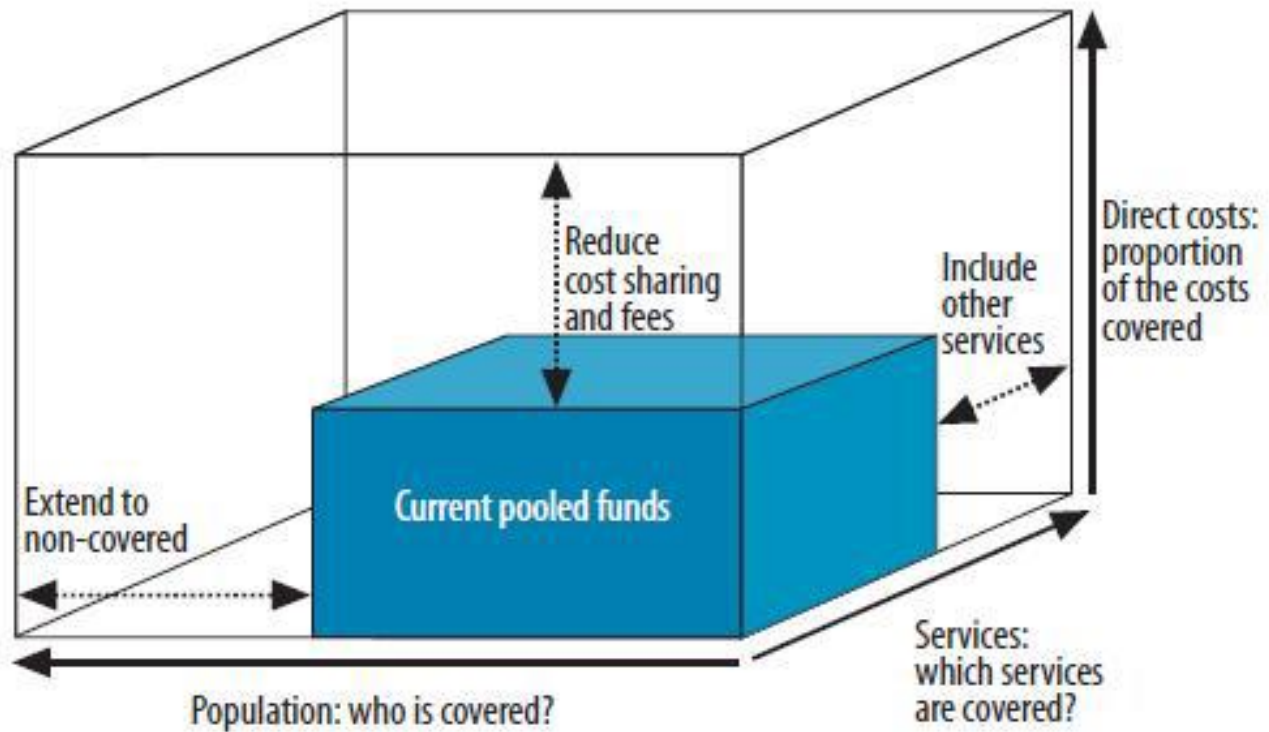 Reduce
cost sharing
and fees
Include
other
services
Direct costs:
proportion
of the costs
covered
Extend to
non-covered
Current pooled funds
Services:
which services
are covered?
Population: who is covered?